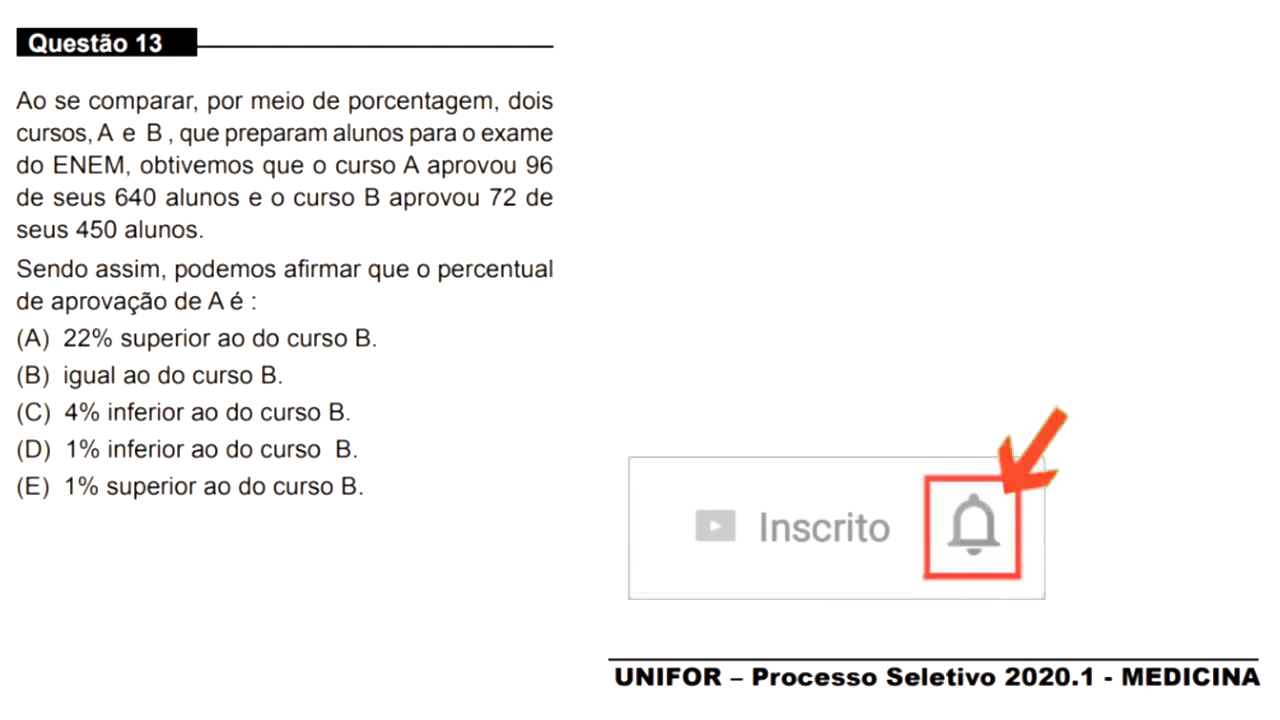 Questão 13
Ao se comparar, por meio de porcentagem, dois
cursos, A e B , que preparam alunos para o exame
do ENEM, obtivemos que o curso A aprovou 96
de seus 640 alunos e o curso B aprovou 72 de
seus 450 alunos.
Sendo assim, podemos afirmar que o percentual
de aprovação de A é :
(A) 22% superior ao do curso B.
(B) igual ao do curso B.
(C) 4% inferior ao do curso B.
(D) 1% inferior ao do curso B.
(E) 1% superior ao do curso B.
Inscrito
UNIFOR – Processo Seletivo 2020.1 - MEDICINA